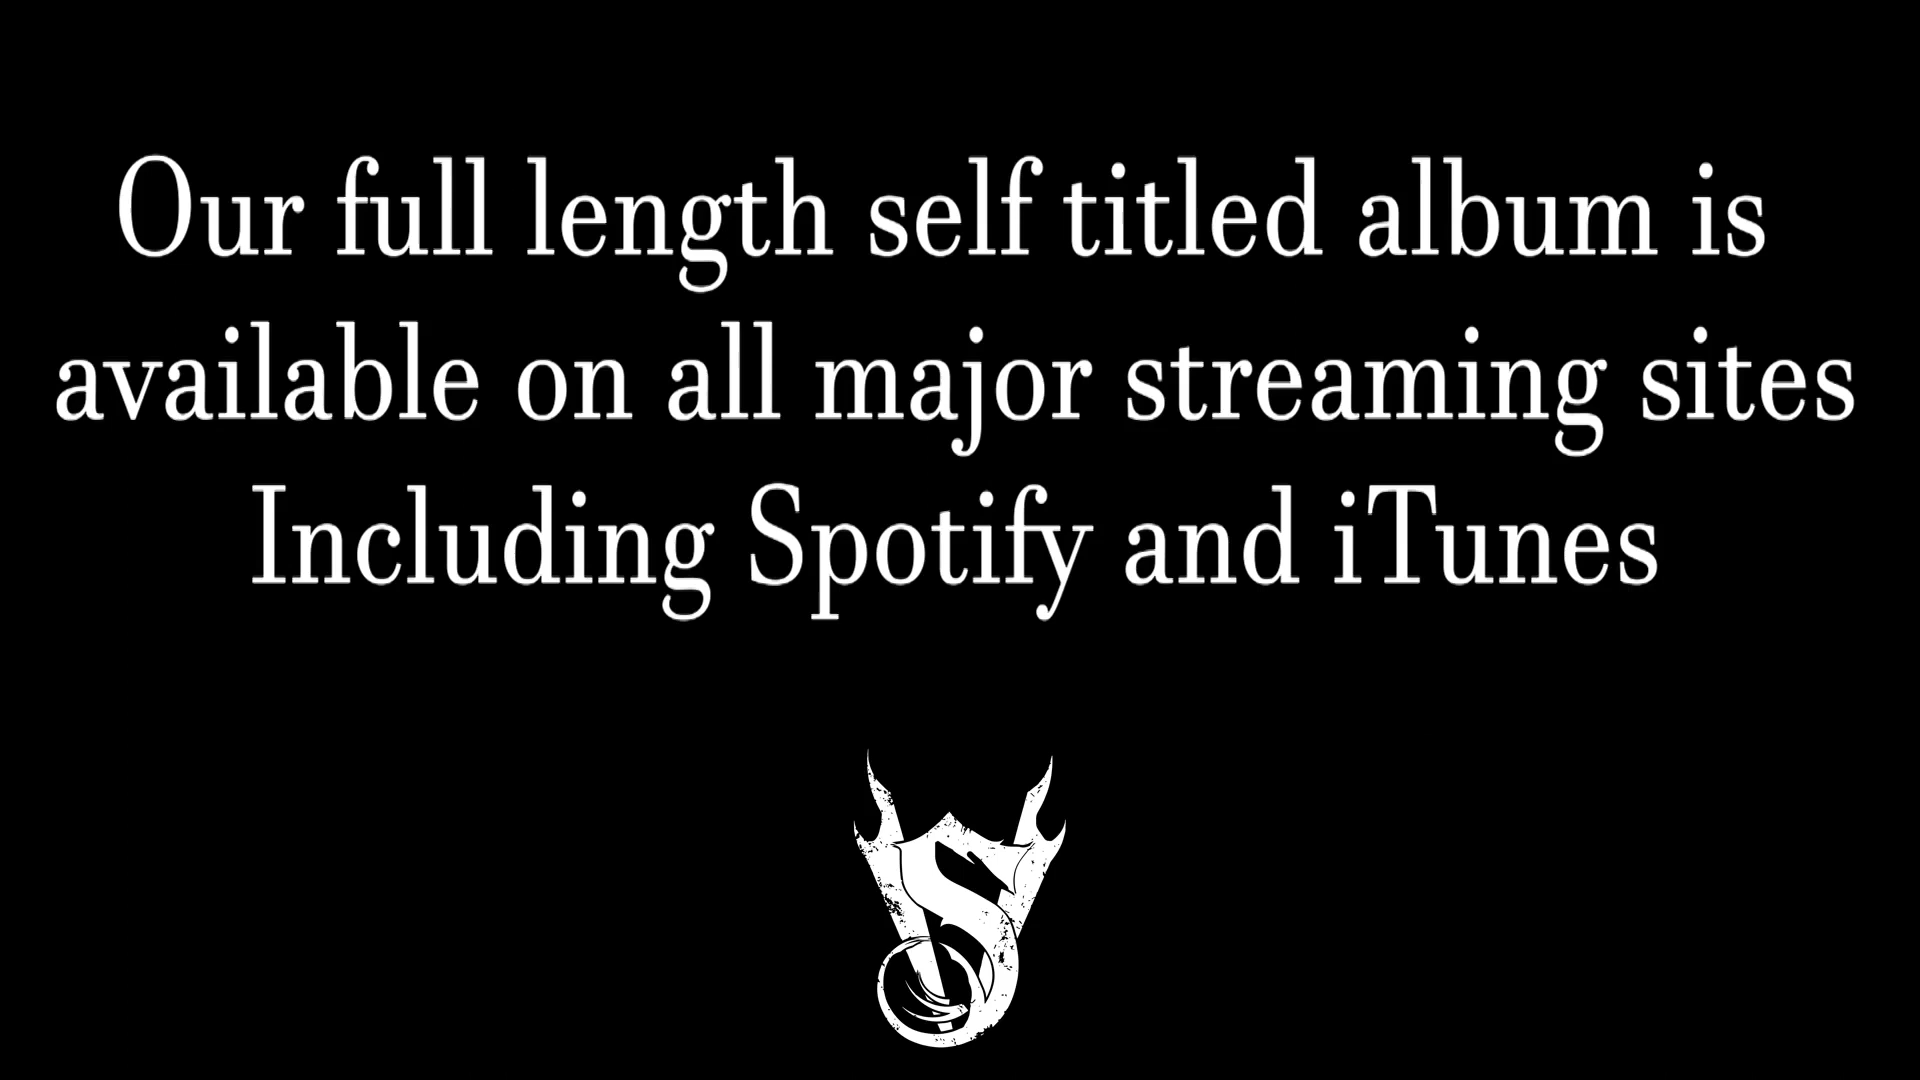 Our full length self titled album is
available on all major streaming sites
Including Spotify and iTunes